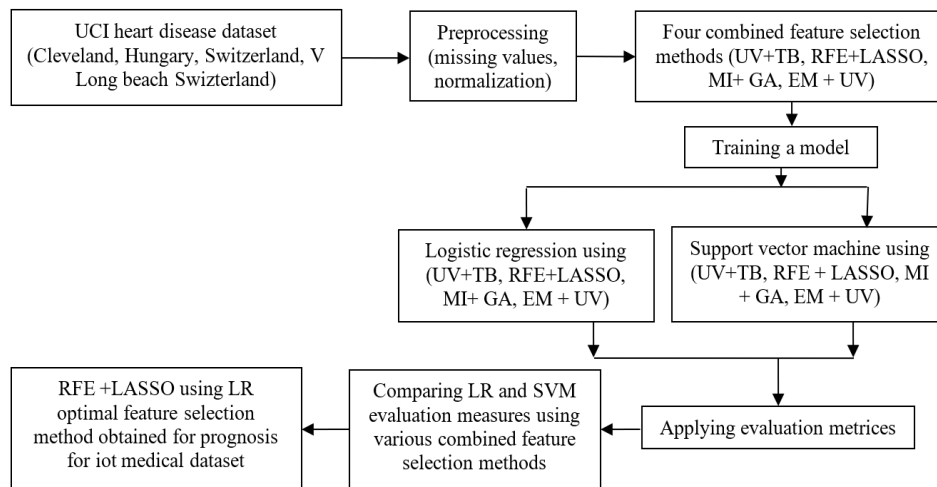 UCI heart disease dataset
(Cleveland, Hungary, Switzerland, V
Long beach Swizterland)
Preprocessing
(missing values,
normalization)
Four combined feature selection
methods (UV+TB, RFE+LASSO,
MI+ GA, EM + UV)
Training a model
Logistic regression using
(UV+TB, RFE+LASSO,
MI+ GA, EM + UV)
Support vector machine using
(UV+TB, RFE + LASSO, MI
+ GA, EM + UV)
Applying evaluation metrices
Comparing LR and SVM
evaluation measures using
various combined feature
selection methods
RFE +LASSO using LR
optimal feature selection
method obtained for prognosis
for iot medical dataset